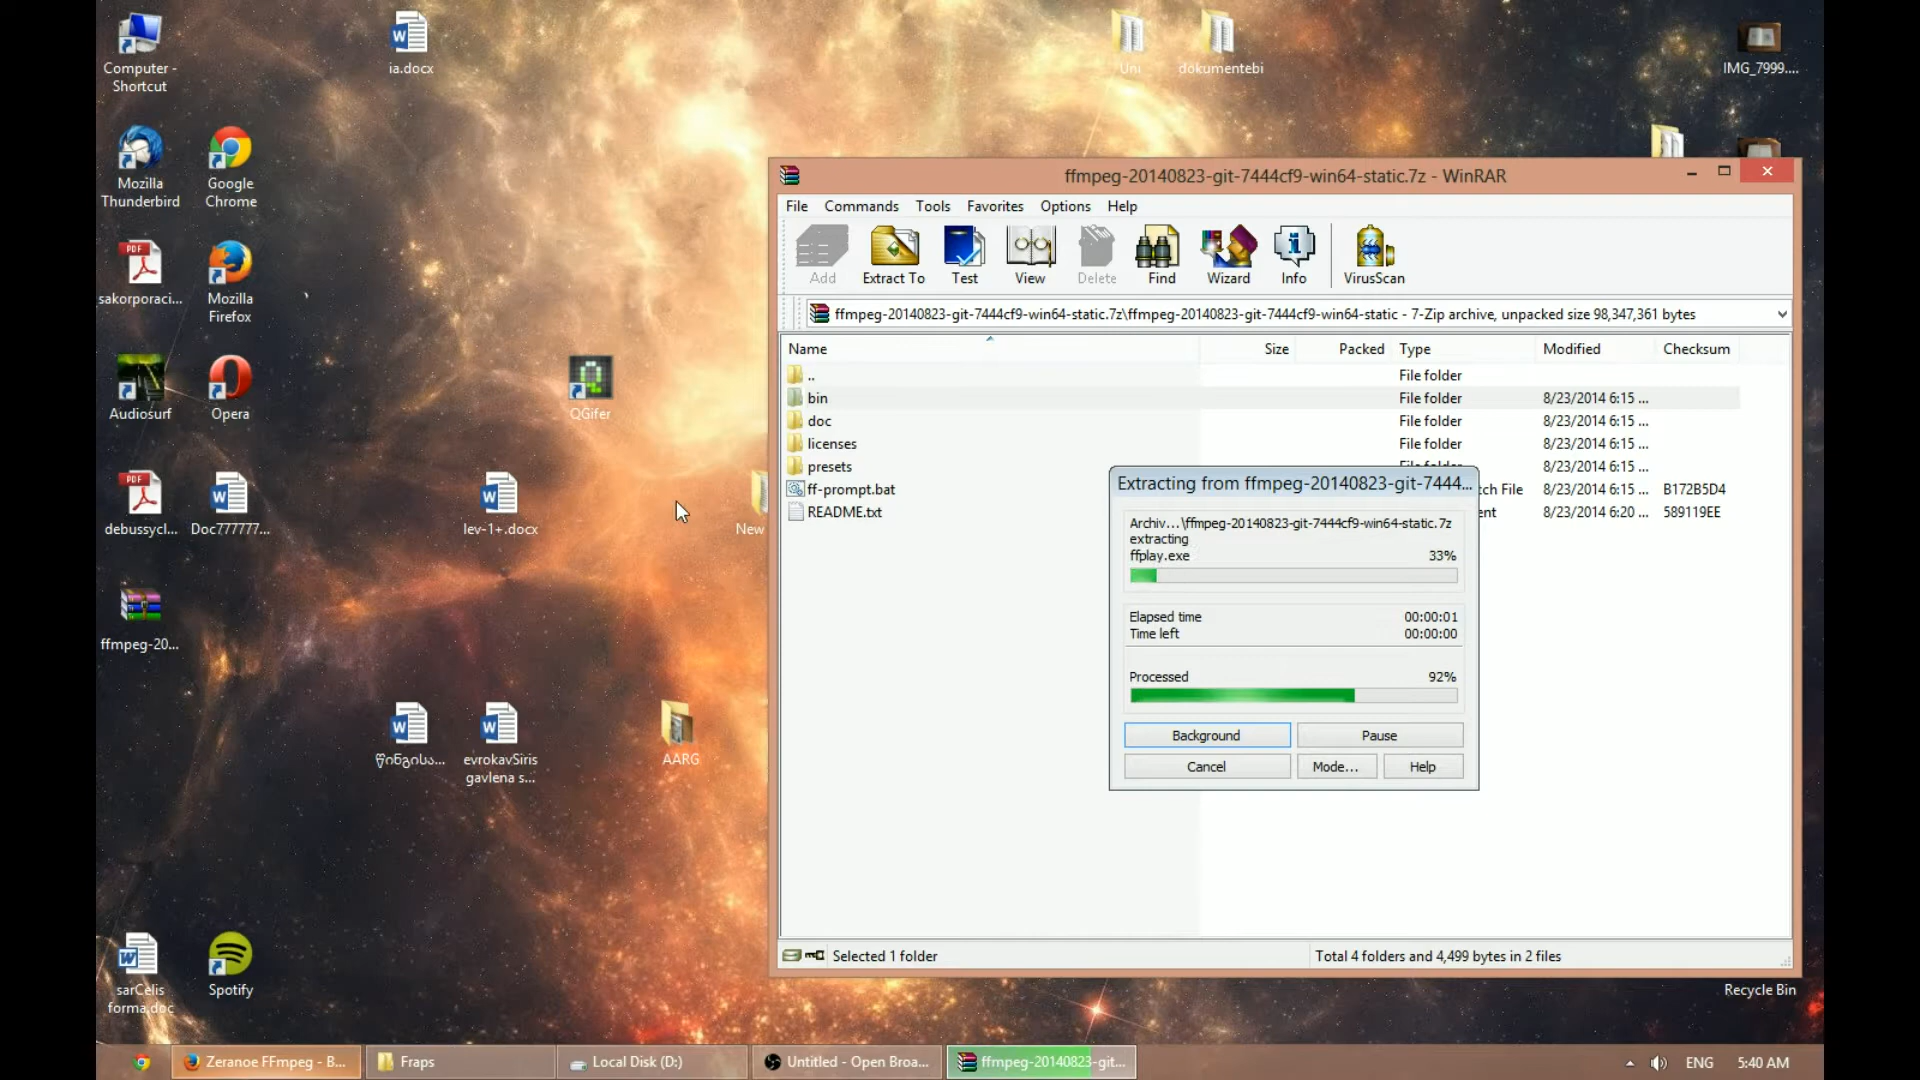 Computer -
Shortcut
ia.docx
Uni
dokumentebi
IMG_7999....
Mozilla
Thunderbird
Google
Chrome
sakorporaci...
Mozilla
Firefox
Audiosurf
Opera
QGifer
debussycl...
Doc777777...
lev-1+.docx
New
ffmpeg-20...
წინგისა...
evrokavSiris
gavlena s...
AARG
sarCelis
forma.doc
Spotify
Recycle Bin
ffmpeg-20140823-git-7444cf9-win64-static.7z - WinRAR
File Commands Tools Favorites Options Help
Add Extract To Test View Delete Find Wizard Info VirusScan
ffmpeg-20140823-git-7444cf9-win64-static.7z\ffmpeg-20140823-git-7444cf9-win64-static - 7-Zip archive, unpacked size 98,347,361 bytes
Name Size Packed Type Modified Checksum
.. File folder
bin File folder 8/23/2014 6:15 ...
doc File folder 8/23/2014 6:15 ...
licenses File folder 8/23/2014 6:15 ...
presets File folder 8/23/2014 6:15 ...
ff-prompt.bat tch File 8/23/2014 6:15 ... B172B5D4
README.txt ent 8/23/2014 6:20 ... 589119EE
Extracting from ffmpeg-20140823-git-7444...
Archiv...\ffmpeg-20140823-git-7444cf9-win64-static.7z
extracting
ffplay.exe 33%
Elapsed time 00:00:01
Time left 00:00:00
Processed 92%
Background Pause
Cancel Mode... Help
Selected 1 folder Total 4 folders and 4,499 bytes in 2 files
Zeranoe FFmpeg - B... Fraps Local Disk (D:) Untitled - Open Broa... ffmpeg-20140823-git... ENG 5:40 AM